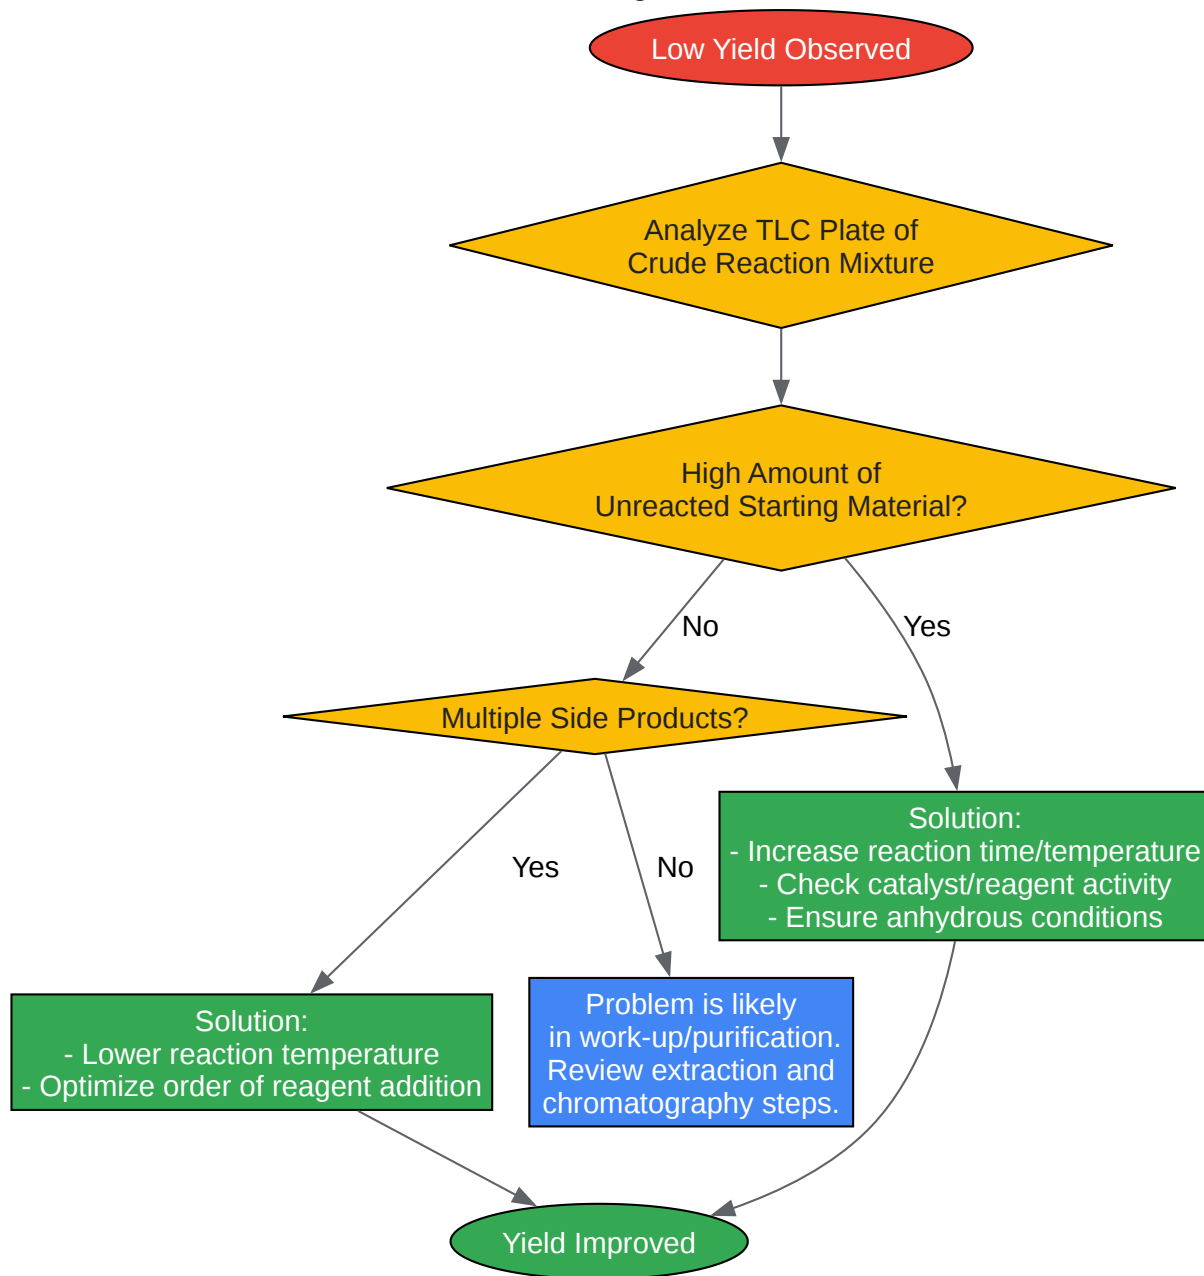 Low Yield Observed
Analyze TLC Plate of
Crude Reaction Mixture
High Amount of
Unreacted Starting Material?
No
Yes
Multiple Side Products?
Yes
No
Solution:
- Increase reaction time/temperature
- Check catalyst/reagent activity
- Ensure anhydrous conditions
Solution:
- Lower reaction temperature
- Optimize order of reagent addition
Problem is likely
in work-up/purification.
Review extraction and
chromatography steps.
Yield Improved